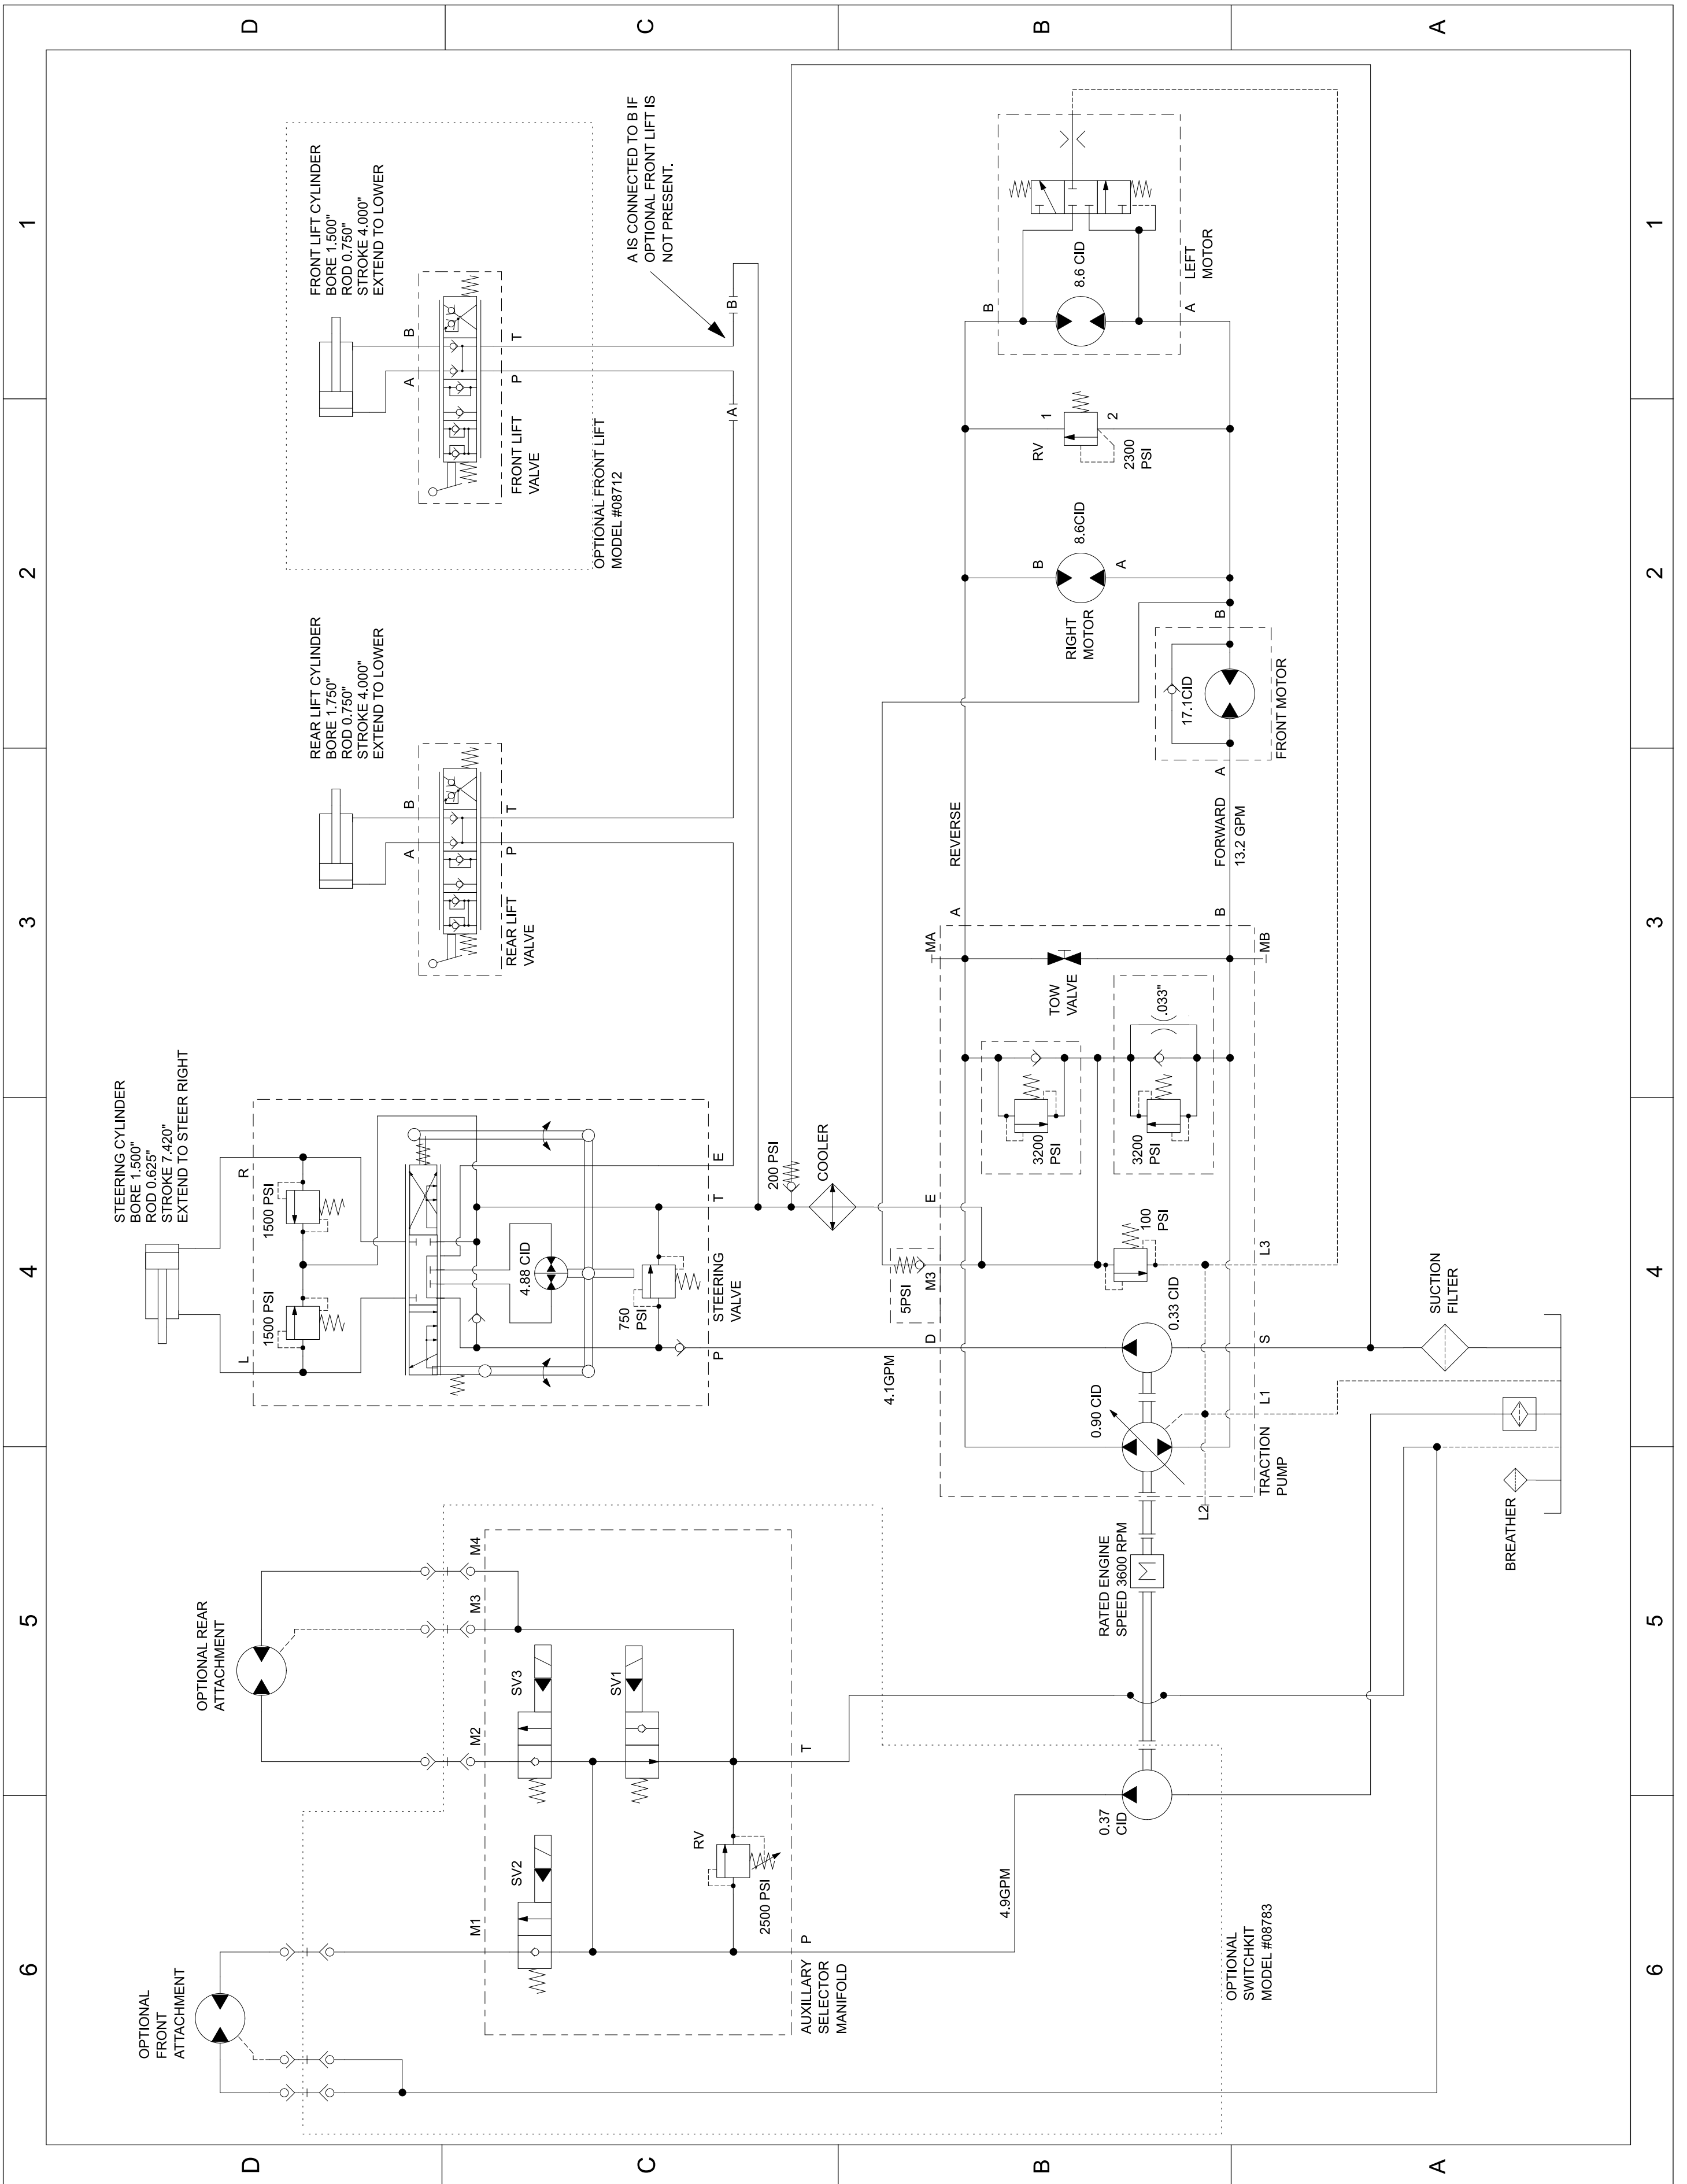 6
5
4
3
2
1
D
C
B
A
D
C
B
A
6
5
4
3
2
1
OPTIONAL
FRONT
ATTACHMENT
OPTIONAL REAR
ATTACHMENT
M1
M2
M3
M4
SV2
SV3
SV1
RV
2500 PSI
P
T
AUXILLARY
SELECTOR
MANIFOLD
4.9GPM
0.37
CID
OPTIONAL
SWITCHKIT
MODEL #08783
STEERING CYLINDER
BORE 1.500"
ROD 0.625"
STROKE 7.420"
EXTEND TO STEER RIGHT
L
R
1500 PSI
1500 PSI
4.88 CID
750
PSI
P
T
E
STEERING
VALVE
200 PSI
COOLER
REAR LIFT CYLINDER
BORE 1.750"
ROD 0.750"
STROKE 4.000"
EXTEND TO LOWER
A
B
P
T
REAR LIFT
VALVE
FRONT LIFT CYLINDER
BORE 1.500"
ROD 0.750"
STROKE 4.000"
EXTEND TO LOWER
A
B
P
T
FRONT LIFT
VALVE
OPTIONAL FRONT LIFT
MODEL #08712
A IS CONNECTED TO B IF
OPTIONAL FRONT LIFT IS
NOT PRESENT.
A
B
RATED ENGINE
SPEED 3600 RPM
M
4.1GPM
D
5PSI
M3
E
0.90 CID
0.33 CID
100
PSI
3200
PSI
3200
PSI
.033"
TOW
VALVE
MA
MB
A
B
L2
L1
S
L3
TRACTION
PUMP
REVERSE
FORWARD
13.2 GPM
A
B
17.1CID
FRONT MOTOR
RIGHT
MOTOR
B
A
8.6CID
RV
1
2
2300
PSI
B
A
8.6 CID
LEFT
MOTOR
BREATHER
SUCTION
FILTER